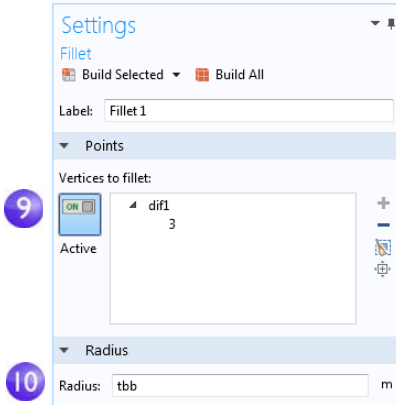 Settings
Fillet
Build Selected Build All
Label: Fillet 1
Points
Vertices to fillet:
9
ON dif1
3
Active
Radius
10
Radius: tbb m